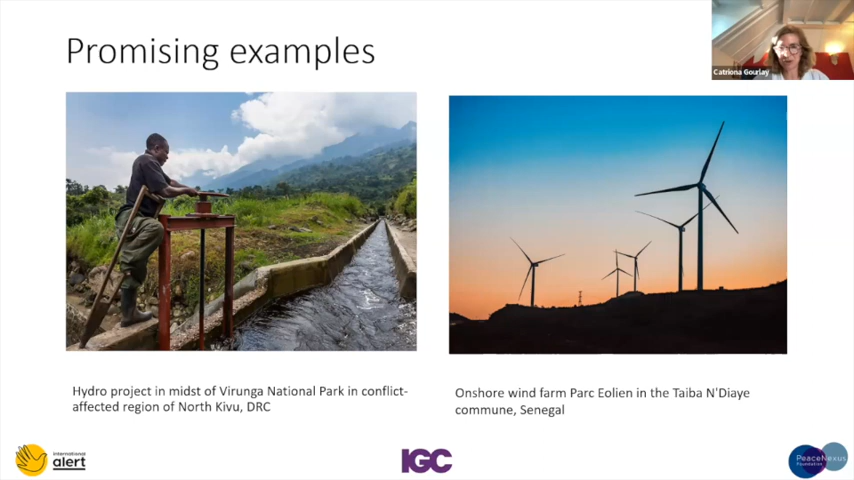 Promising examples
Catriona Gourlay
Hydro project in midst of Virunga National Park in conflict-
affected region of North Kivu, DRC
Onshore wind farm Parc Eolien in the Taiba N'Diaye
commune, Senegal
international
alert
IGC
PeaceNexus
Foundation